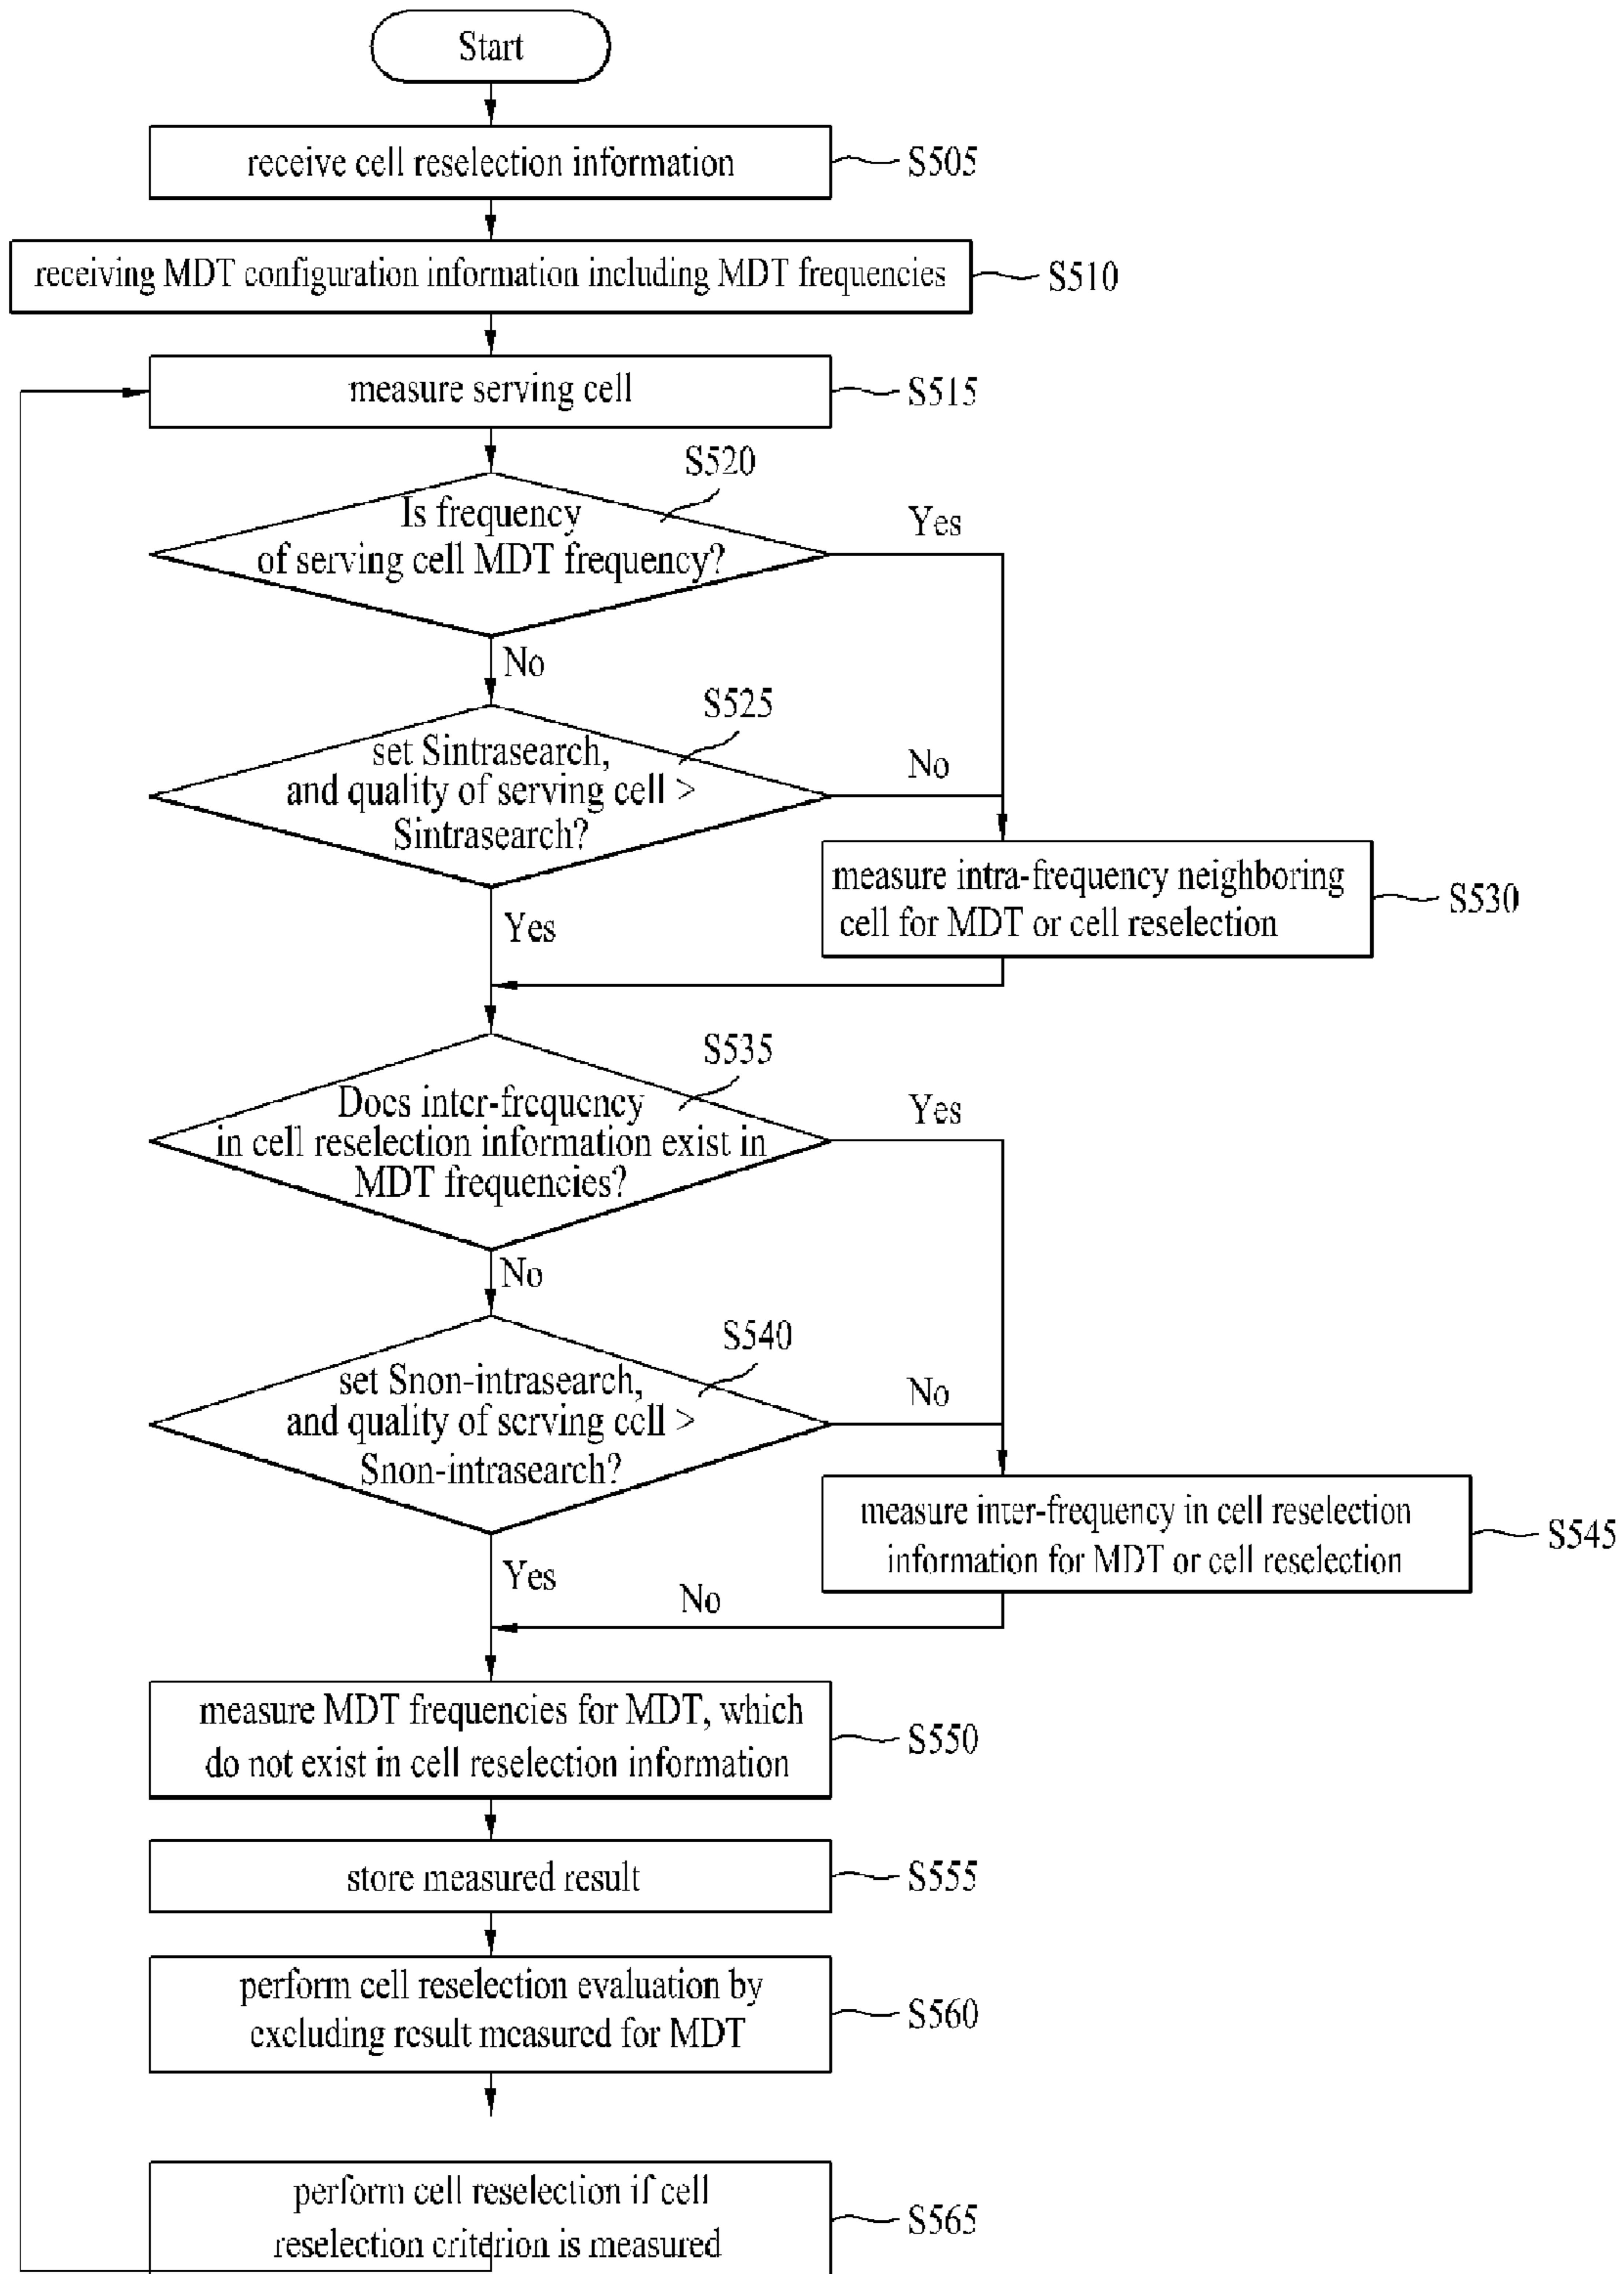 Start
receive cell reselection information
S505
receiving MDT configuration information including MDT frequencies
S510
measure serving cell
S515
S520
Is frequency
of serving cell MDT frequency?
Yes
No
S525
set Sintrasearch,
and quality of serving cell >
Sintrasearch?
No
Yes
measure intra-frequency neighboring
cell for MDT or cell reselection
S530
S535
Does inter-frequency
in cell reselection information exist in
MDT frequencies?
Yes
No
S540
set Snon-intrasearch,
and quality of serving cell >
Snon-intrasearch?
No
Yes
measure inter-frequency in cell reselection
information for MDT or cell reselection
S545
No
measure MDT frequencies for MDT, which
do not exist in cell reselection information
S550
store measured result
S555
perform cell reselection evaluation by
excluding result measured for MDT
S560
perform cell reselection if cell
reselection criterion is measured
S565